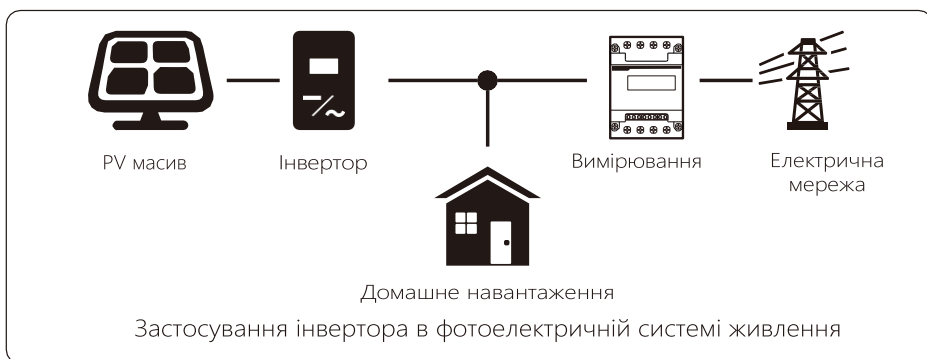 PV масив
Інвертор
Вимірювання
Електрична
мережа
Домашне навантаження
Застосування інвертора в фотоелектричній системі живлення